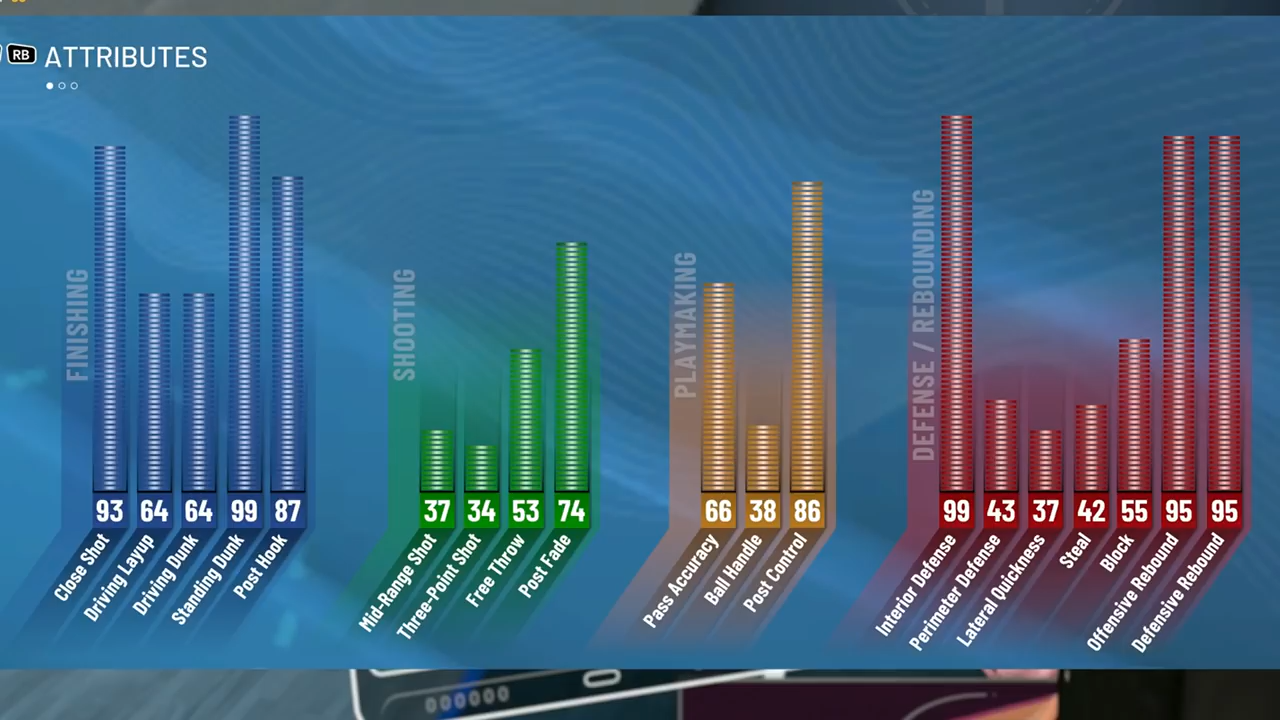 RB ATTRIBUTES
FINISHING
93 64 64 99 87
Close Shot
Driving Layup
Driving Dunk
Standing Dunk
Post Hook
SHOOTING
37 34 53 74
Mid-Range Shot
Three-Point Shot
Free Throw
Post Fade
PLAYMAKING
66 38 86
Pass Accuracy
Ball Handle
Post Control
DEFENSE / REBOUNDING
99 43 37 42 55 95 95
Interior Defense
Perimeter Defense
Lateral Quickness
Steal
Block
Offensive Rebound
Defensive Rebound